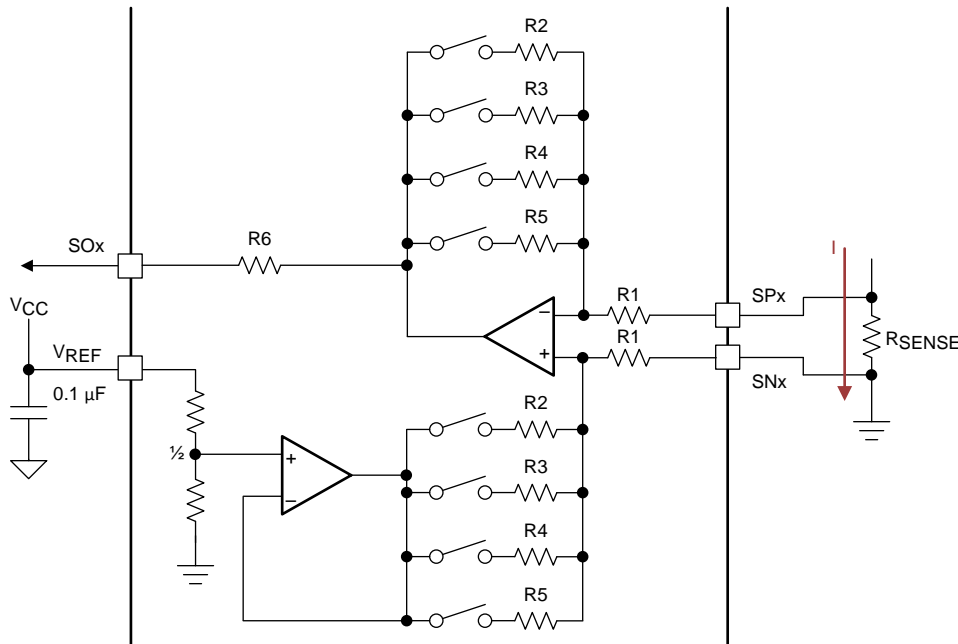 R2
R3
R4
R5
SOx
R6
R1
SPx
I
RSENSE
R1
SNx
VCC
VREF
0.1 µF
½
R2
R3
R4
R5
−
+
+
−